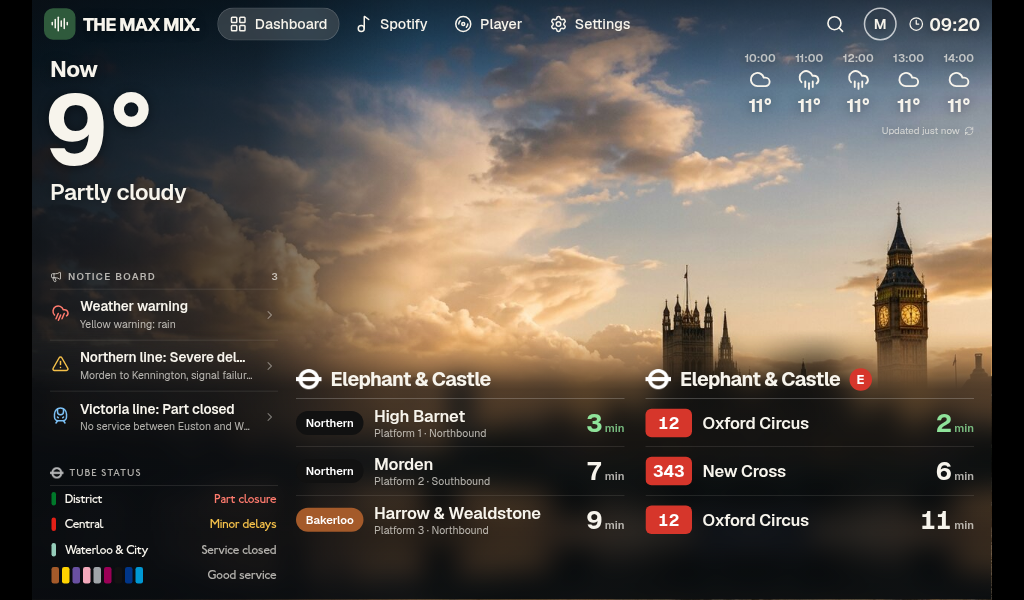 THE MAX MIX.
Dashboard
Spotify
Player
Settings
M
09:20
Now
9°
Partly cloudy
10:00 11:00 12:00 13:00 14:00
11° 11° 11° 11° 11°
Updated just now
NOTICE BOARD 3
Weather warning
Yellow warning: rain
Northern line: Severe del...
Morden to Kennington, signal failur...
Victoria line: Part closed
No service between Euston and W...
TUBE STATUS
District Part closure
Central Minor delays
Waterloo & City Service closed
Good service
Elephant & Castle
Northern High Barnet 3 min
Platform 1 · Northbound
Northern Morden 7 min
Platform 2 · Southbound
Bakerloo Harrow & Wealdstone 9 min
Platform 3 · Northbound
Elephant & Castle E
12 Oxford Circus 2 min
343 New Cross 6 min
12 Oxford Circus 11 min